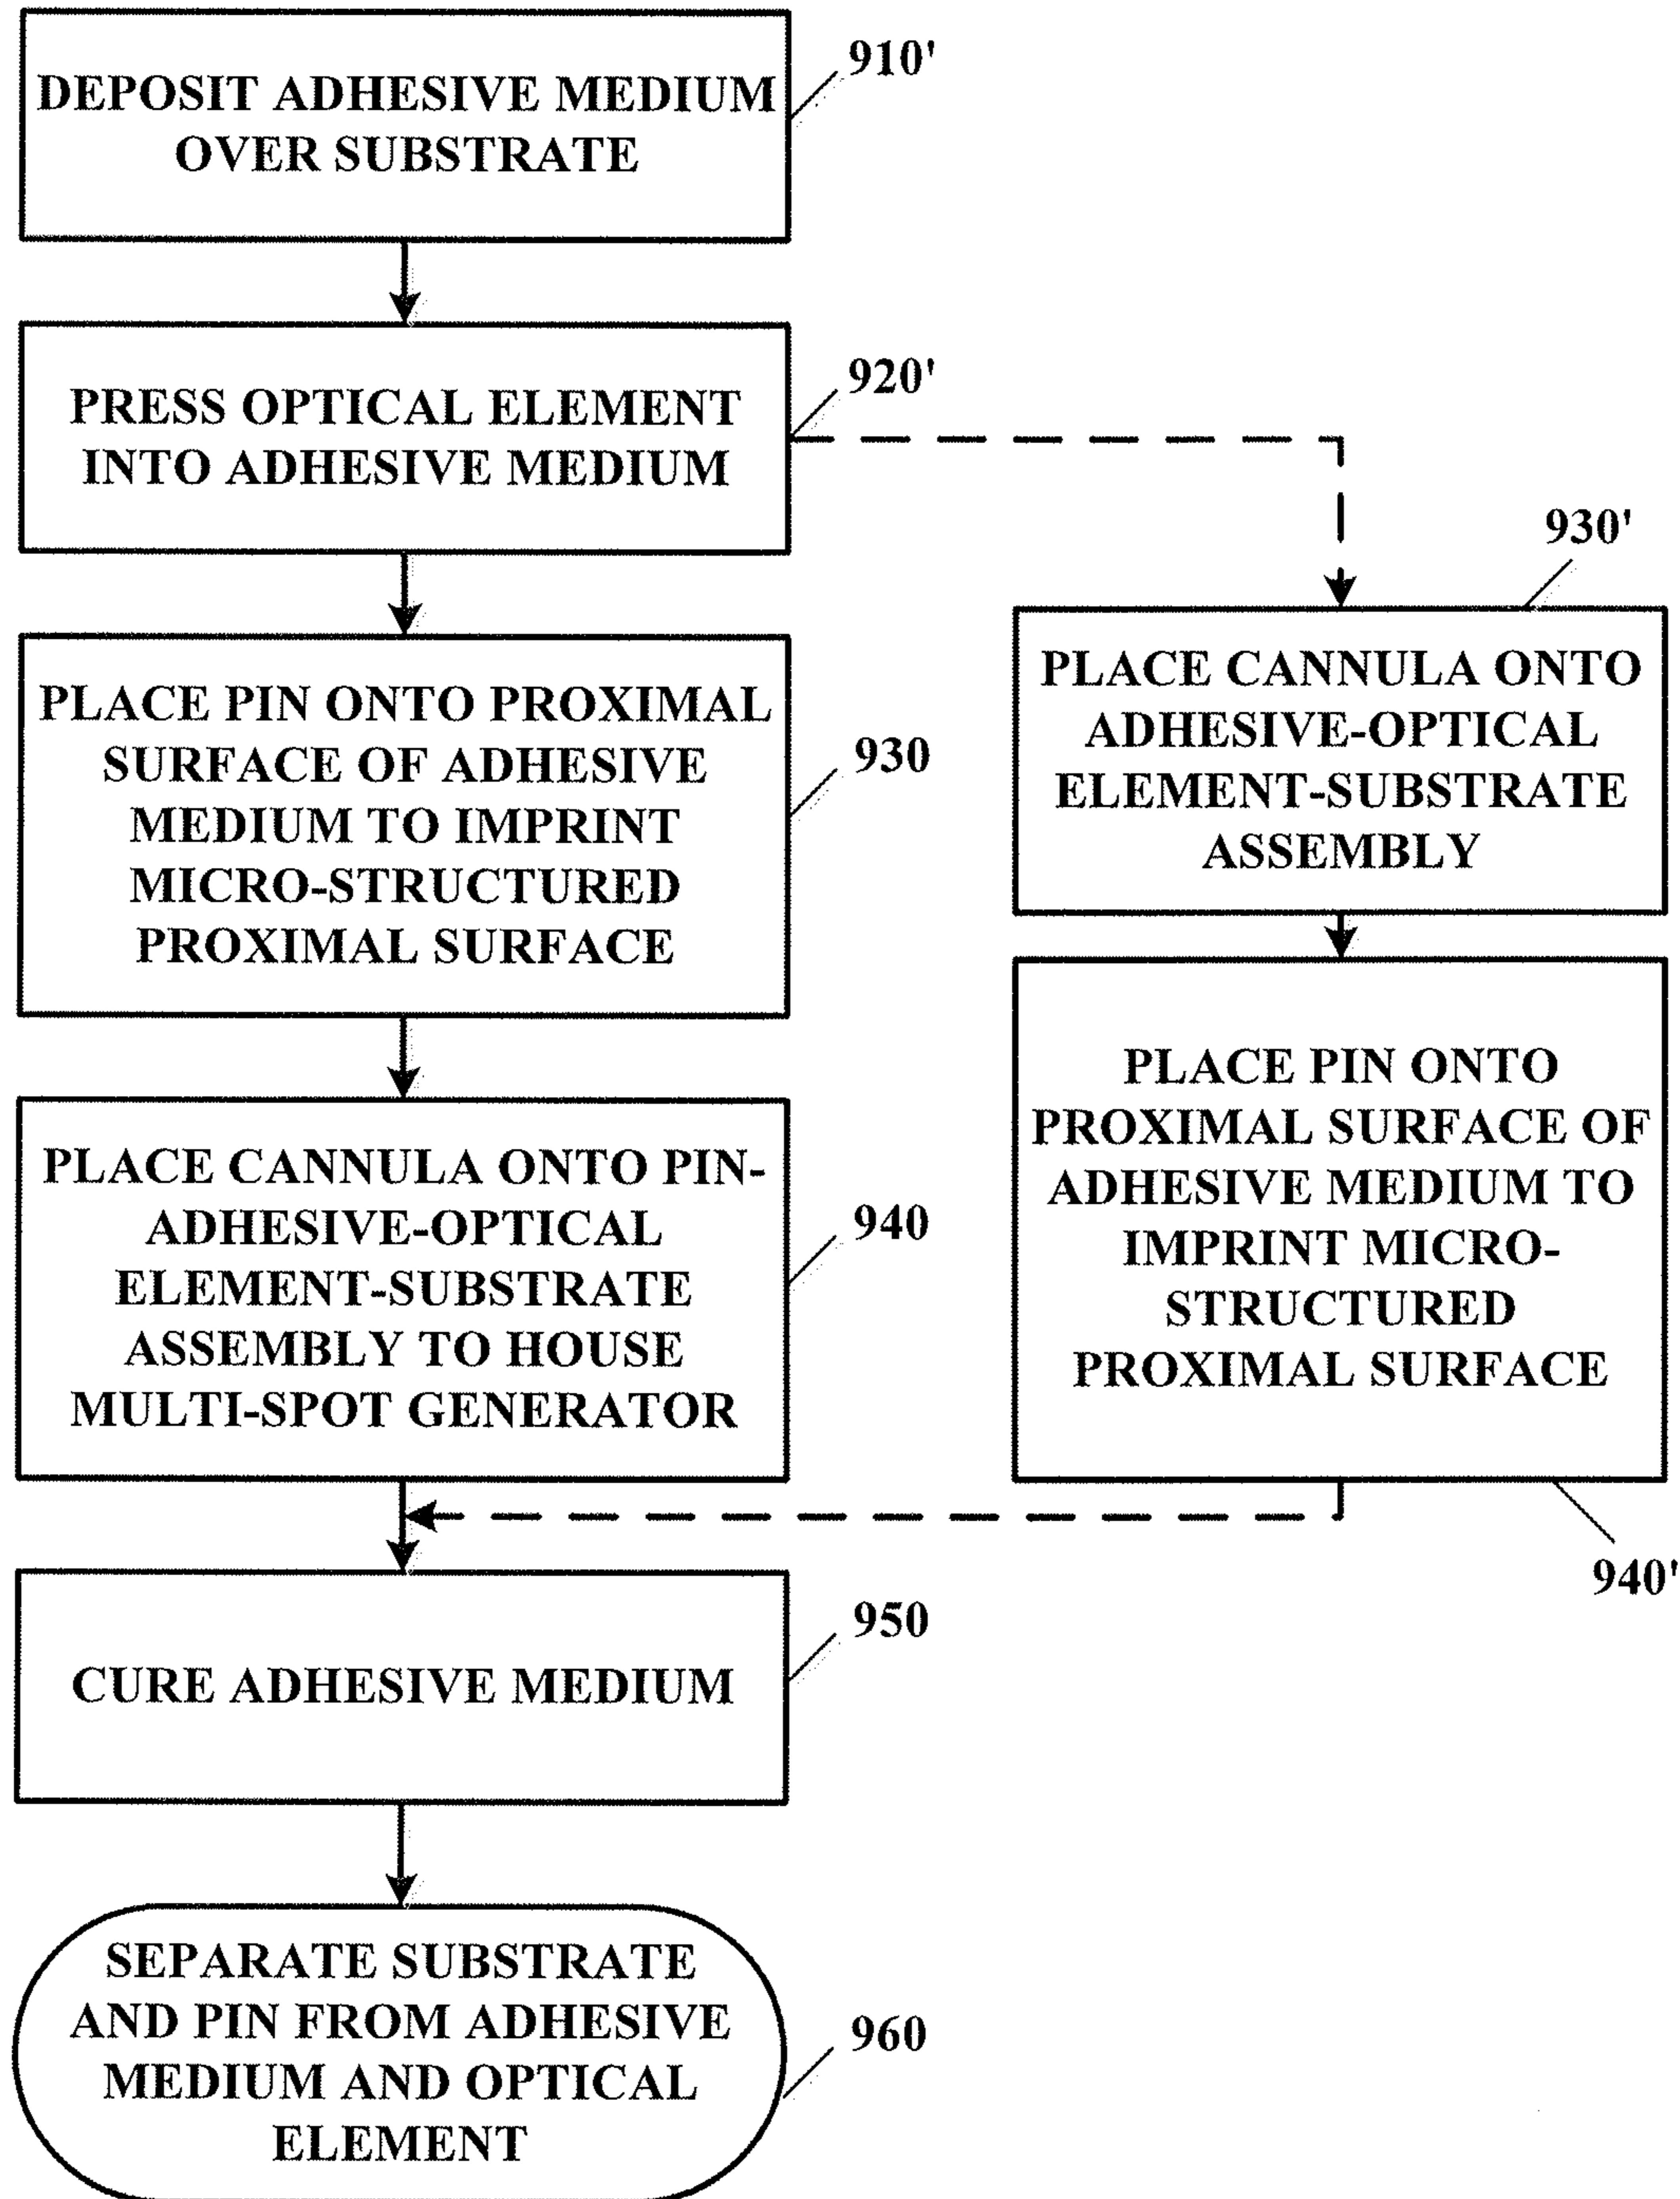 DEPOSIT ADHESIVE MEDIUM
OVER SUBSTRATE
910'
PRESS OPTICAL ELEMENT
INTO ADHESIVE MEDIUM
920'
PLACE PIN ONTO PROXIMAL
SURFACE OF ADHESIVE
MEDIUM TO IMPRINT
MICRO-STRUCTURED
PROXIMAL SURFACE
930
PLACE CANNULA ONTO PIN-
ADHESIVE-OPTICAL
ELEMENT-SUBSTRATE
ASSEMBLY TO HOUSE
MULTI-SPOT GENERATOR
940
930'
PLACE CANNULA ONTO
ADHESIVE-OPTICAL
ELEMENT-SUBSTRATE
ASSEMBLY
PLACE PIN ONTO
PROXIMAL SURFACE OF
ADHESIVE MEDIUM TO
IMPRINT MICRO-
STRUCTURED
PROXIMAL SURFACE
940'
CURE ADHESIVE MEDIUM
950
SEPARATE SUBSTRATE
AND PIN FROM ADHESIVE
MEDIUM AND OPTICAL
ELEMENT
960